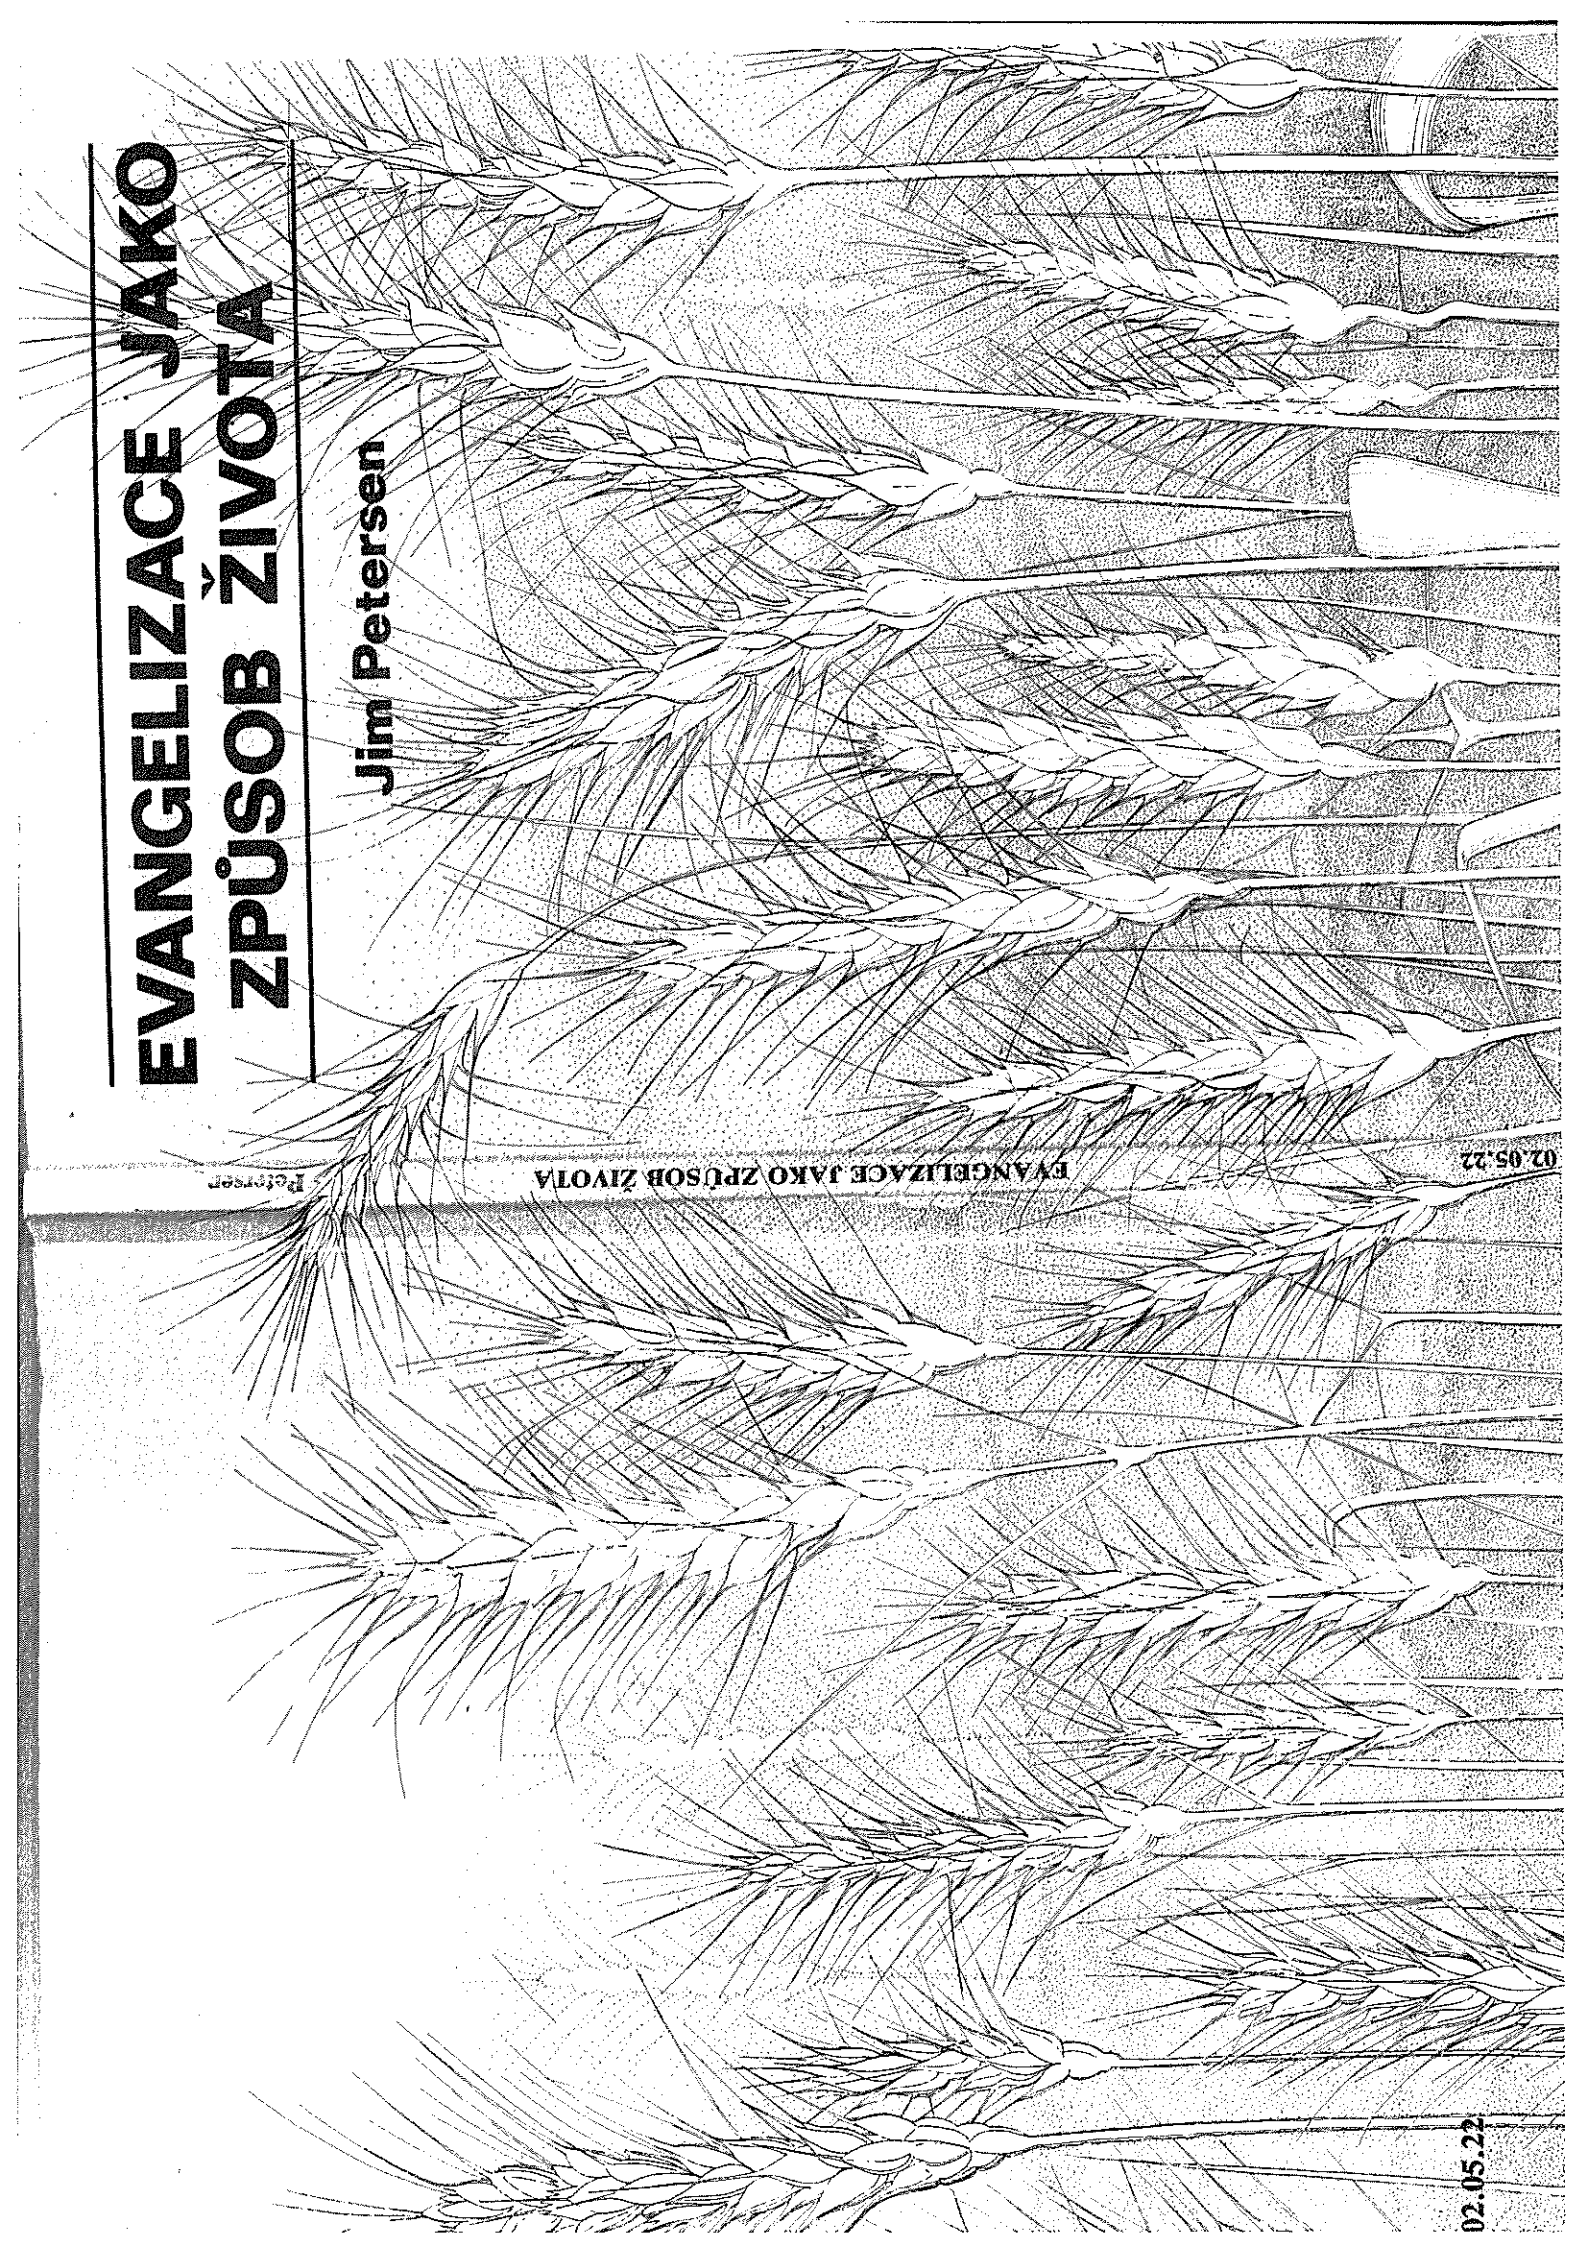 EVANGELIZACE JAKO
ZPŮSOB ŽIVOTA
Jim Petersen
Petersen
EVANGELIZACE JAKO ZPŮSOB ŽIVOTA
02.05.22
02.05.22